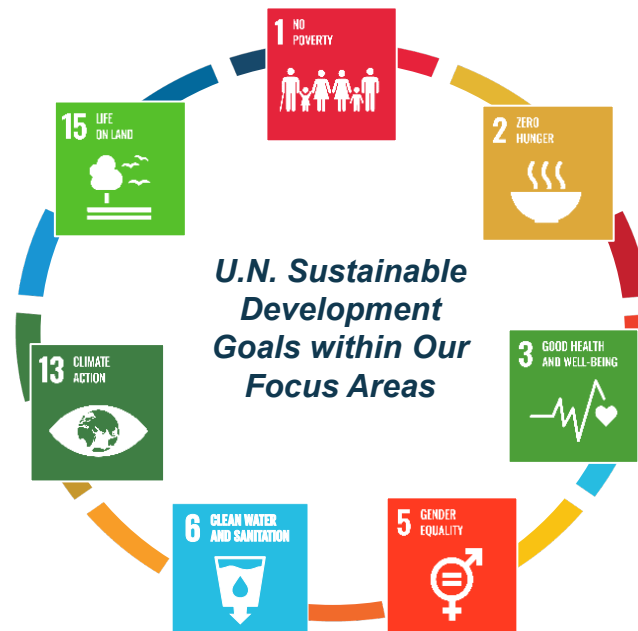 1 NO
POVERTY
2 ZERO
HUNGER
3 GOOD HEALTH
AND WELL-BEING
5 GENDER
EQUALITY
6 CLEAN WATER
AND SANITATION
13 CLIMATE
ACTION
15 LIFE
ON LAND
U.N. Sustainable
Development
Goals within Our
Focus Areas